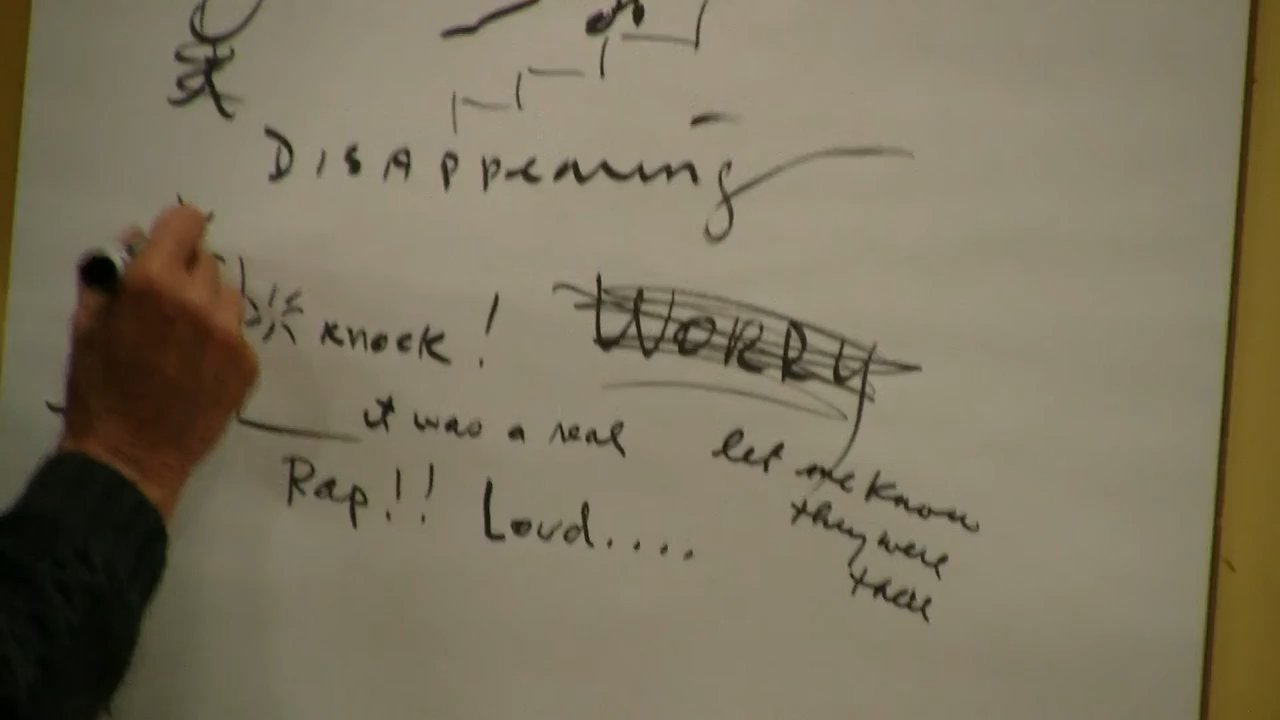 DISAppearing
knock!
WORRY
it was a real
Rap!! Loud....
let me know
they were
there